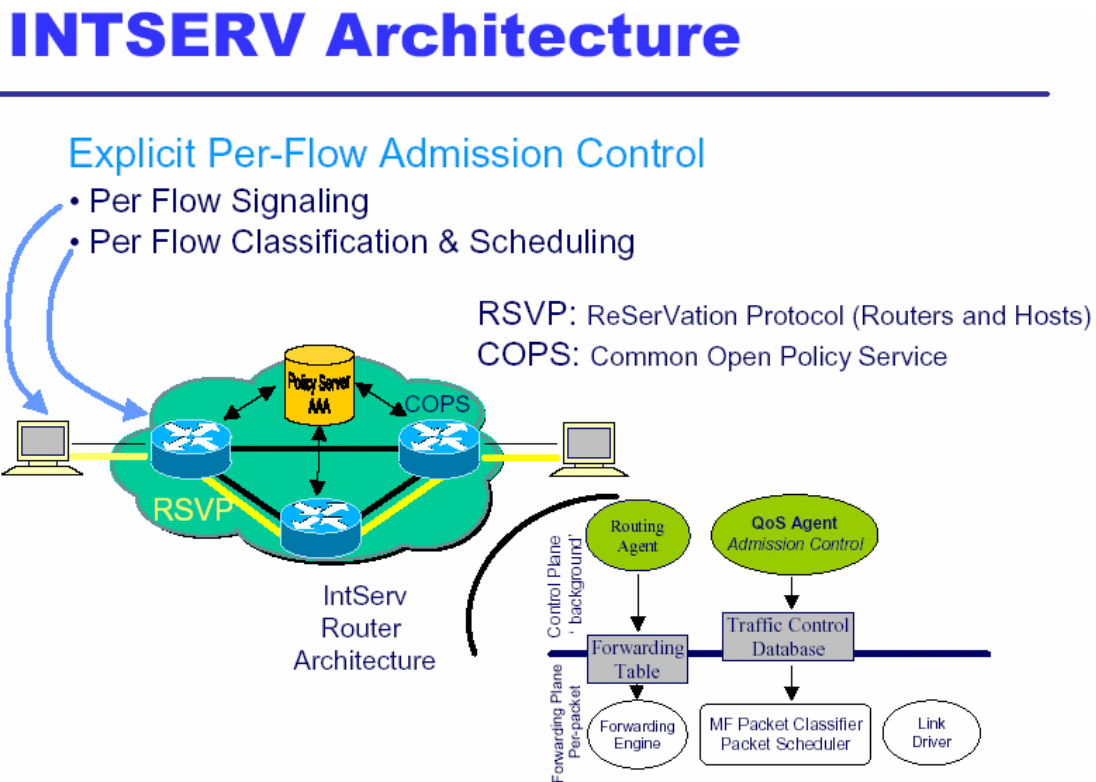 INTSERV Architecture
Explicit Per-Flow Admission Control
• Per Flow Signaling
• Per Flow Classification & Scheduling
RSVP: ReSerVation Protocol (Routers and Hosts)
COPS: Common Open Policy Service
Policy Server
AAA
COPS
RSVP
IntServ
Router
Architecture
Control Plane
‘ background’
Routing
Agent
QoS Agent
Admission Control
Forwarding
Table
Traffic Control
Database
Forwarding Plane
Per-packet
Forwarding
Engine
MF Packet Classifier
Packet Scheduler
Link
Driver